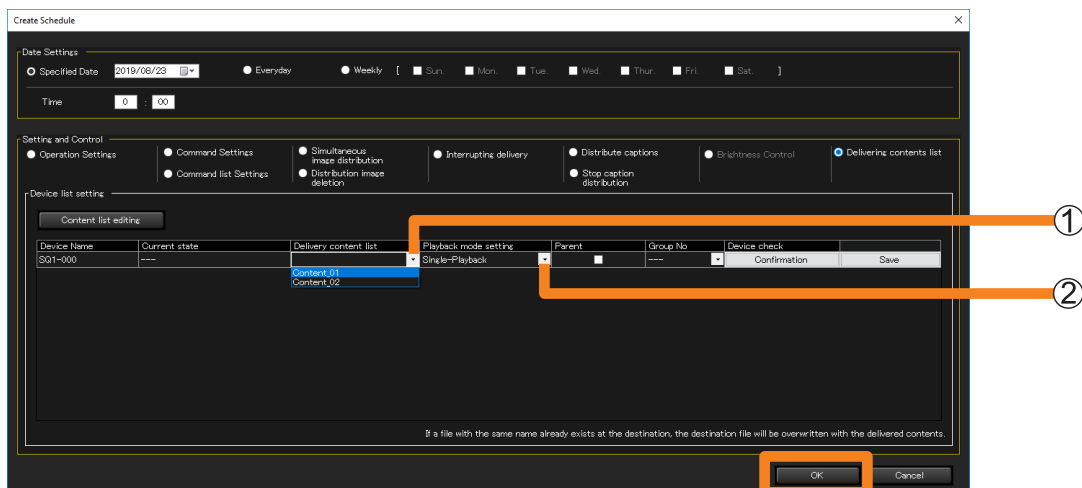 Create Schedule
Date Settings
Specified Date 2019/08/23 Everyday Weekly [ Sun. Mon. Tue. Wed. Thur. Fri. Sat. ]
Time 0 : 00
Setting and Control
Operation Settings Command Settings Simultaneous image distribution Interrupting delivery Distribute captions Brightness Control Delivering contents list
Command list Settings Distribution image deletion Stop caption distribution
Device list setting
Content list editing
①
Device Name Current state Delivery content list Playback mode setting Parent Group No Device check
SQ1-000 --- Single-Playback --- Confirmation Save
Content_01
Content_02
②
If a file with the same name already exists at the destination, the destination file will be overwritten with the delivered contents.
OK Cancel